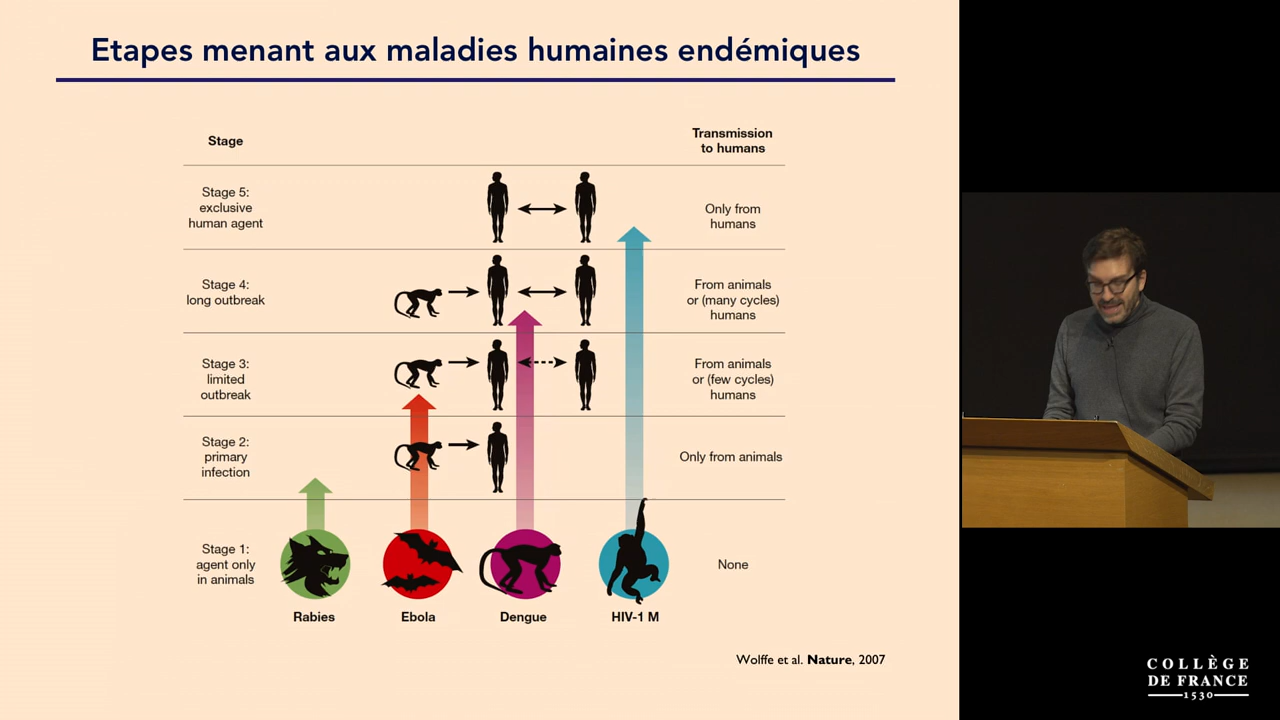 Etapes menant aux maladies humaines endémiques
Stage
Transmission
to humans
Stage 5:
exclusive
human agent
Only from
humans
Stage 4:
long outbreak
From animals
or (many cycles)
humans
Stage 3:
limited
outbreak
From animals
or (few cycles)
humans
Stage 2:
primary
infection
Only from animals
Stage 1:
agent only
in animals
None
Rabies
Ebola
Dengue
HIV-1 M
Wolffe et al. Nature, 2007
COLLÈGE
DE FRANCE
1530